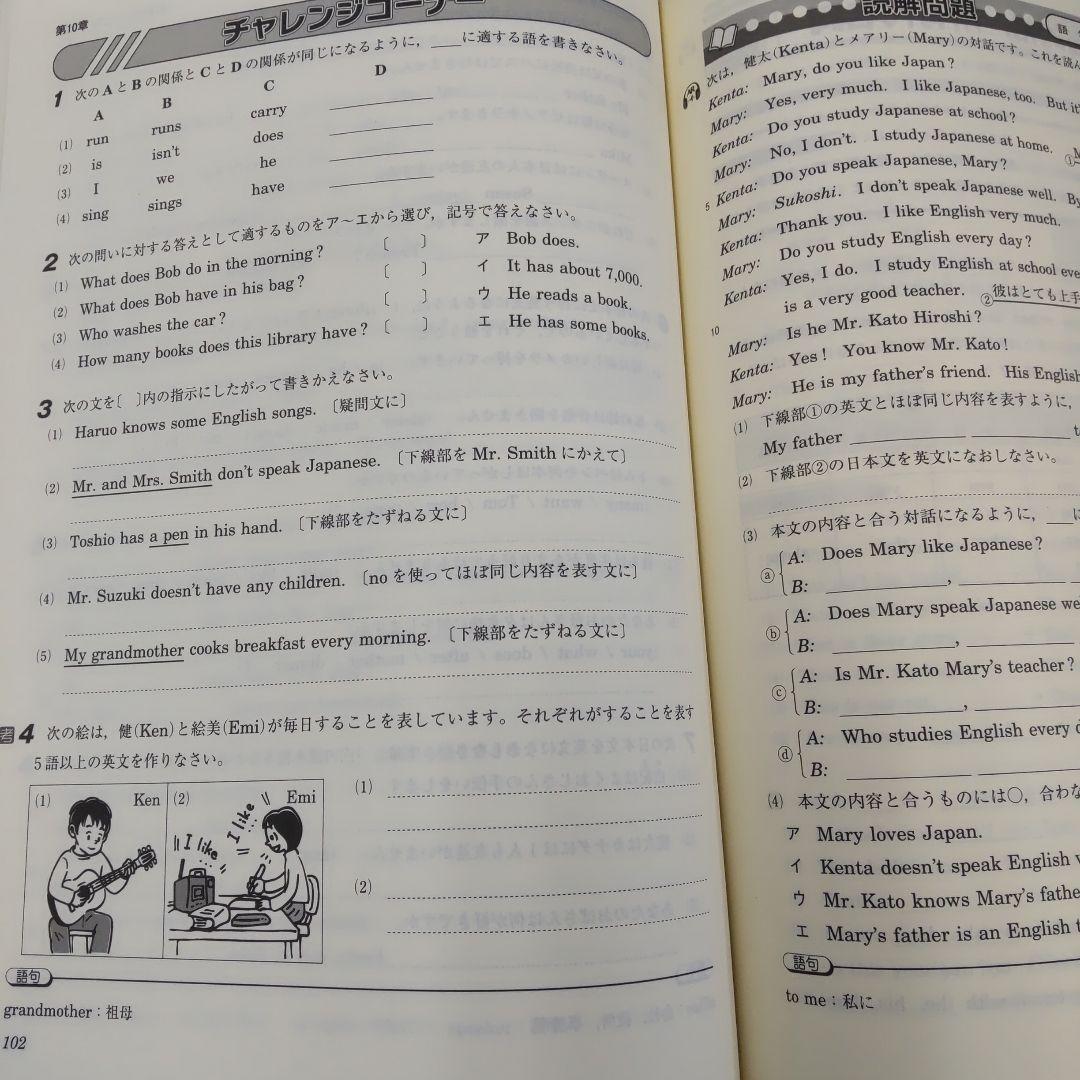 第10章
チャレンジコーナー
1 次のAとBの関係とCとDの関係が同じになるように，___に適する語を書きなさい。
A B C D
(1) run runs carry
(2) is isn't does
(3) I we he
(4) sing sings have
2 次の問いに対する答えとして適するものをア～エから選び，記号で答えなさい。
(1) What does Bob do in the morning? 〔 〕 ア Bob does.
(2) What does Bob have in his bag? 〔 〕 イ It has about 7,000.
(3) Who washes the car? 〔 〕 ウ He reads a book.
(4) How many books does this library have? 〔 〕 エ He has some books.
3 次の文を〔 〕内の指示にしたがって書きかえなさい。
(1) Haruo knows some English songs. 〔疑問文に〕
(2) Mr. and Mrs. Smith don't speak Japanese. 〔下線部を Mr. Smith にかえて〕
(3) Toshio has a pen in his hand. 〔下線部をたずねる文に〕
(4) Mr. Suzuki doesn't have any children. 〔no を使ってほぼ同じ内容を表す文に〕
(5) My grandmother cooks breakfast every morning. 〔下線部をたずねる文に〕
考 4 次の絵は，健(Ken)と絵美(Emi)が毎日することを表しています。それぞれがすることを表す
5語以上の英文を作りなさい。
(1) Ken (2) Emi
I like…
I like…
(1)
(2)
語句
grandmother：祖母
102
読解問題
語
次は，健太(Kenta)とメアリー(Mary)の対話です。これを読ん
Kenta: Mary, do you like Japan?
Mary: Yes, very much. I like Japanese, too. But it
Kenta: Do you study Japanese at school?
Mary: No, I don't. I study Japanese at home. ①
5 Kenta: Do you speak Japanese, Mary?
Mary: Sukoshi. I don't speak Japanese well. By
Kenta: Thank you. I like English very much.
Mary: Do you study English every day?
Kenta: Yes, I do. I study English at school eve
is a very good teacher. ②彼はとても上手
10 Mary: Is he Mr. Kato Hiroshi?
Kenta: Yes! You know Mr. Kato!
Mary: He is my father's friend. His English
(1) 下線部①の英文とほぼ同じ内容を表すように，
My father ___ ___ t
(2) 下線部②の日本文を英文になおしなさい。
(3) 本文の内容と合う対話になるように，___に
ⓐ A: Does Mary like Japanese?
B: ___, ___
ⓑ A: Does Mary speak Japanese we
B: ___, ___
ⓒ A: Is Mr. Kato Mary's teacher?
B: ___, ___
ⓓ A: Who studies English every d
B: ___ ___
(4) 本文の内容と合うものには○，合わな
ア Mary loves Japan.
イ Kenta doesn't speak English
ウ Mr. Kato knows Mary's fathe
エ Mary's father is an English t
語句
to me：私に